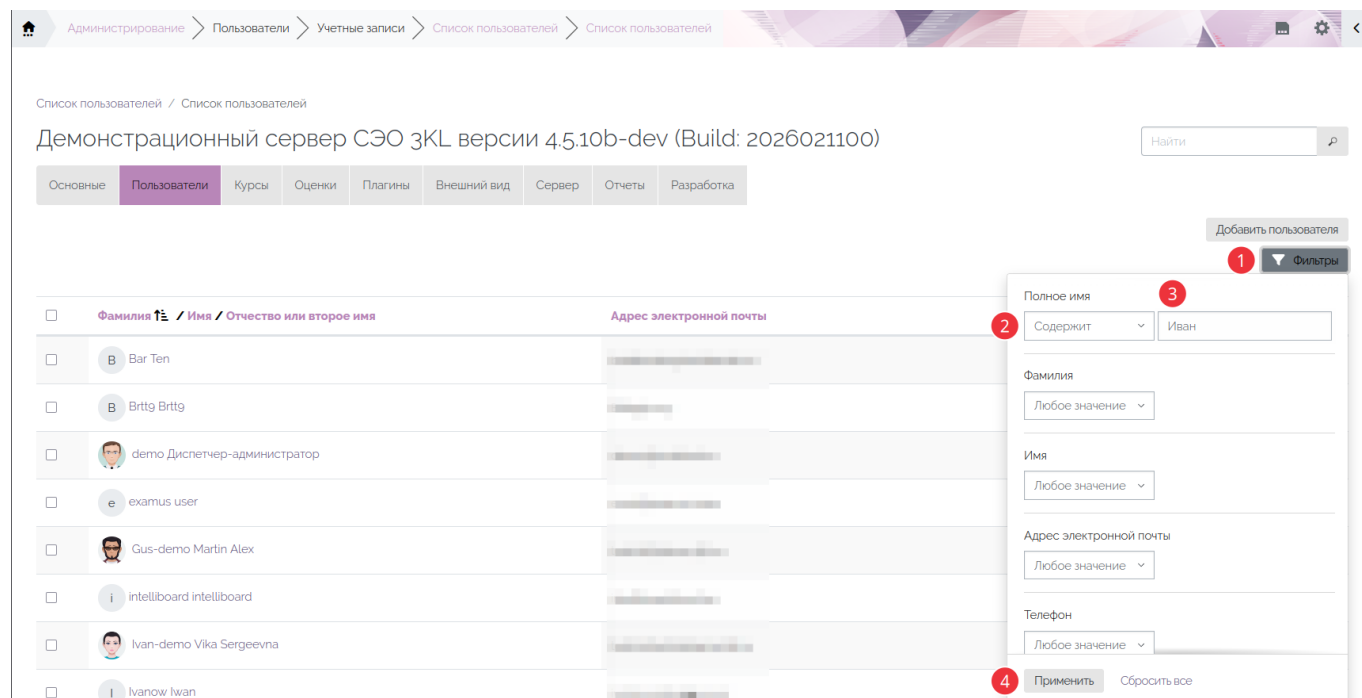 Администрирование Пользователи Учетные записи Список пользователей Список пользователей
Список пользователей / Список пользователей
Демонстрационный сервер СЭО 3KL версии 4.5.10b-dev (Build: 2026021100)
Найти
Основные Пользователи Курсы Оценки Плагины Внешний вид Сервер Отчеты Разработка
Добавить пользователя
1 Фильтры
Фамилия / Имя / Отчество или второе имя Адрес электронной почты
B Bar Ten
B Brtt9 Brtt9
demo Диспетчер-администратор
e examus user
Gus-demo Martin Alex
i intelliboard intelliboard
Ivan-demo Vika Sergeevna
I Ivanow Iwan
Полное имя 3
2 Содержит Иван
Фамилия
Любое значение
Имя
Любое значение
Адрес электронной почты
Любое значение
Телефон
Любое значение
4 Применить Сбросить все